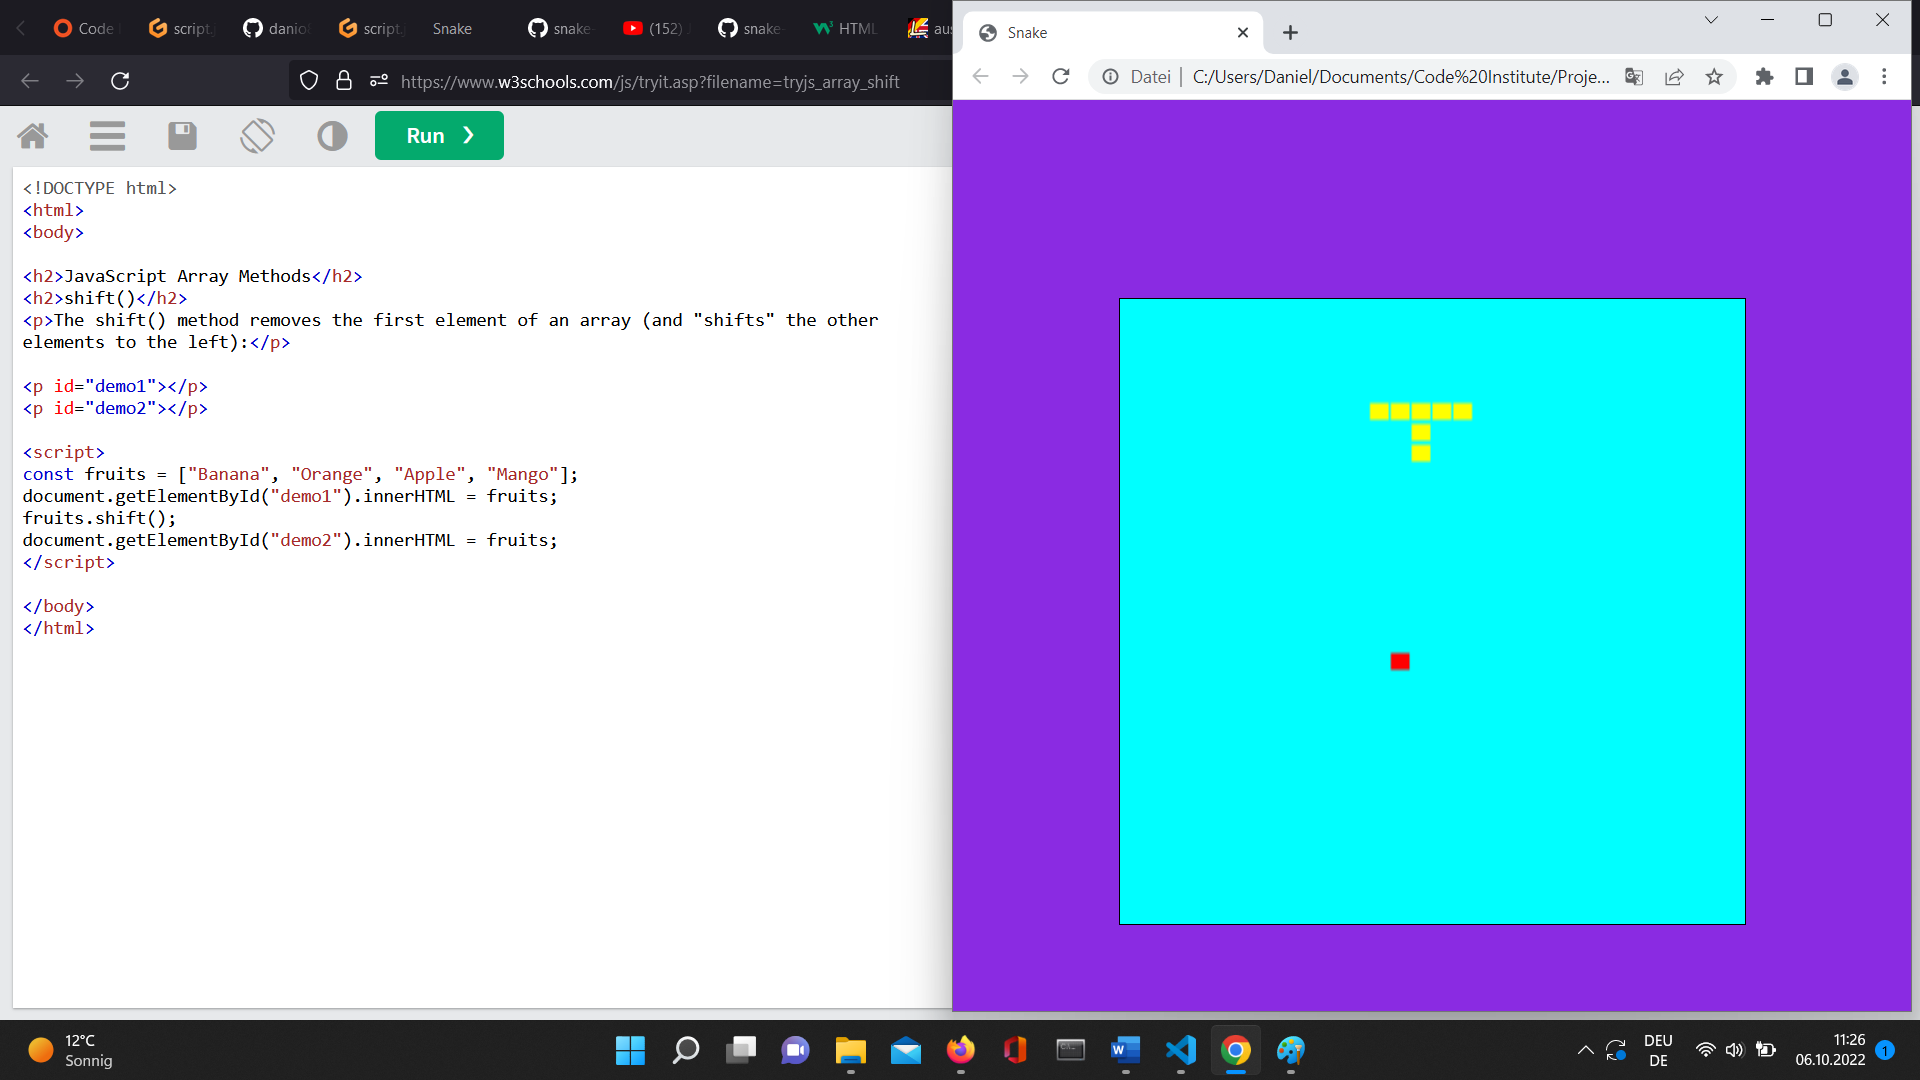 Code
script.
danio
script.
Snake
snake-
(152)
snake-
HTML
aus
https://www.w3schools.com/js/tryit.asp?filename=tryjs_array_shift
Run
<!DOCTYPE html>
<html>
<body>
<h2>JavaScript Array Methods</h2>
<h2>shift()</h2>
<p>The shift() method removes the first element of an array (and "shifts" the other
elements to the left):</p>
<p id="demo1"></p>
<p id="demo2"></p>
<script>
const fruits = ["Banana", "Orange", "Apple", "Mango"];
document.getElementById("demo1").innerHTML = fruits;
fruits.shift();
document.getElementById("demo2").innerHTML = fruits;
</script>
</body>
</html>
Snake
Datei | C:/Users/Daniel/Documents/Code%20Institute/Proje...
12°C
Sonnig
DEU
DE
11:26
06.10.2022
1